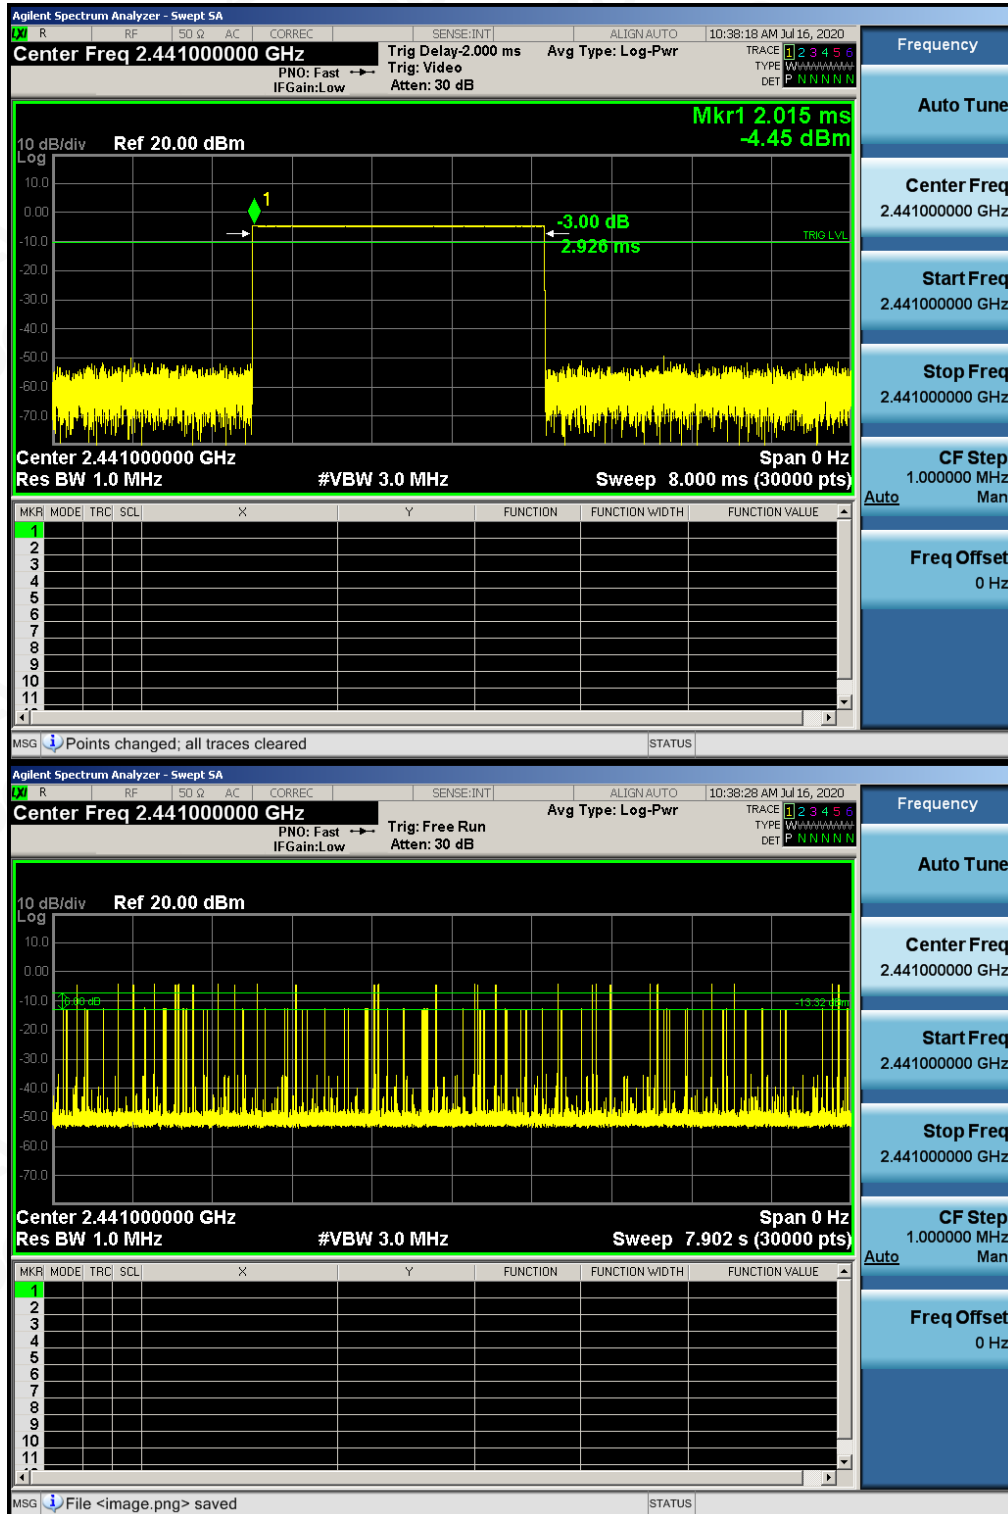 Agilent Spectrum Analyzer - Swept SA
LXI R RF 50 Ω AC CORREC SENSE:INT ALIGN AUTO 10:38:18 AM Jul 16, 2020
Center Freq 2.441000000 GHz
Trig Delay-2.000 ms Avg Type: Log-Pwr TRACE 1 2 3 4 5 6
PNO: Fast Trig: Video TYPE WWWWWW
IFGain:Low Atten: 30 dB DET P N N N N N
Mkr1 2.015 ms
-4.45 dBm
10 dB/div Ref 20.00 dBm
Log
10.0
1
0.00
-3.00 dB
-10.0
TRIG LVL
2.926 ms
-20.0
-30.0
-40.0
-50.0
-60.0
-70.0
Center 2.441000000 GHz Span 0 Hz
Res BW 1.0 MHz #VBW 3.0 MHz Sweep 8.000 ms (30000 pts)
MKR MODE TRC SCL X Y FUNCTION FUNCTION WIDTH FUNCTION VALUE
1
2
3
4
5
6
7
8
9
10
11
MSG Points changed; all traces cleared STATUS
Frequency
Auto Tune
Center Freq
2.441000000 GHz
Start Freq
2.441000000 GHz
Stop Freq
2.441000000 GHz
CF Step
1.000000 MHz
Auto Man
Freq Offset
0 Hz
Agilent Spectrum Analyzer - Swept SA
LXI R RF 50 Ω AC CORREC SENSE:INT ALIGN AUTO 10:38:28 AM Jul 16, 2020
Center Freq 2.441000000 GHz
Avg Type: Log-Pwr TRACE 1 2 3 4 5 6
PNO: Fast Trig: Free Run TYPE WWWWWW
IFGain:Low Atten: 30 dB DET P N N N N N
10 dB/div Ref 20.00 dBm
Log
10.0
0.00
-10.0
-13.32 dBm
-20.0
-30.0
-40.0
-50.0
-60.0
-70.0
Center 2.441000000 GHz Span 0 Hz
Res BW 1.0 MHz #VBW 3.0 MHz Sweep 7.902 s (30000 pts)
MKR MODE TRC SCL X Y FUNCTION FUNCTION WIDTH FUNCTION VALUE
1
2
3
4
5
6
7
8
9
10
11
MSG File <image.png> saved STATUS
Frequency
Auto Tune
Center Freq
2.441000000 GHz
Start Freq
2.441000000 GHz
Stop Freq
2.441000000 GHz
CF Step
1.000000 MHz
Auto Man
Freq Offset
0 Hz